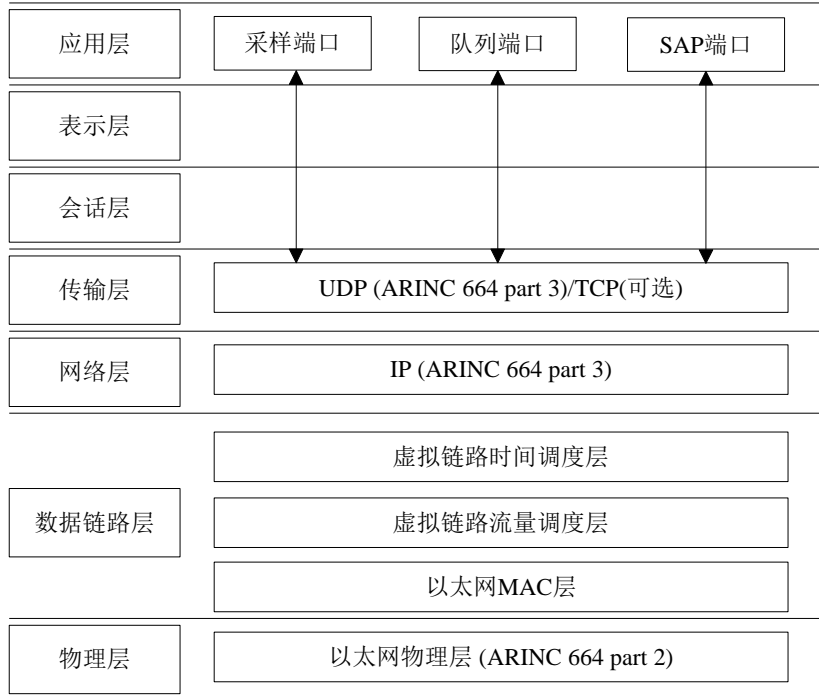 应用层
采样端口
队列端口
SAP端口
表示层
会话层
传输层
UDP (ARINC 664 part 3)/TCP(可选)
网络层
IP (ARINC 664 part 3)
虚拟链路时间调度层
数据链路层
虚拟链路流量调度层
以太网MAC层
物理层
以太网物理层 (ARINC 664 part 2)